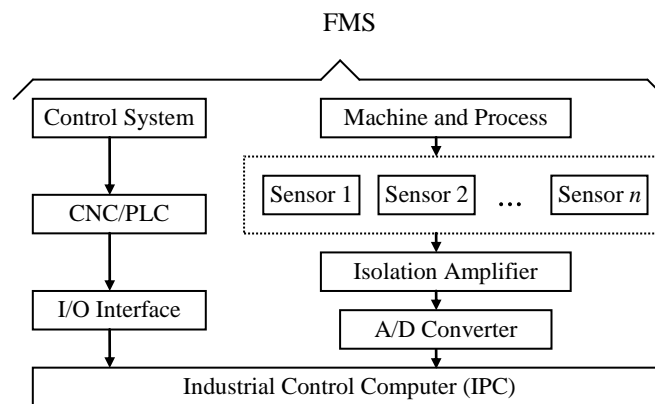 FMS
Control System
Machine and Process
Sensor 1
Sensor 2
...
Sensor n
CNC/PLC
Isolation Amplifier
I/O Interface
A/D Converter
Industrial Control Computer (IPC)